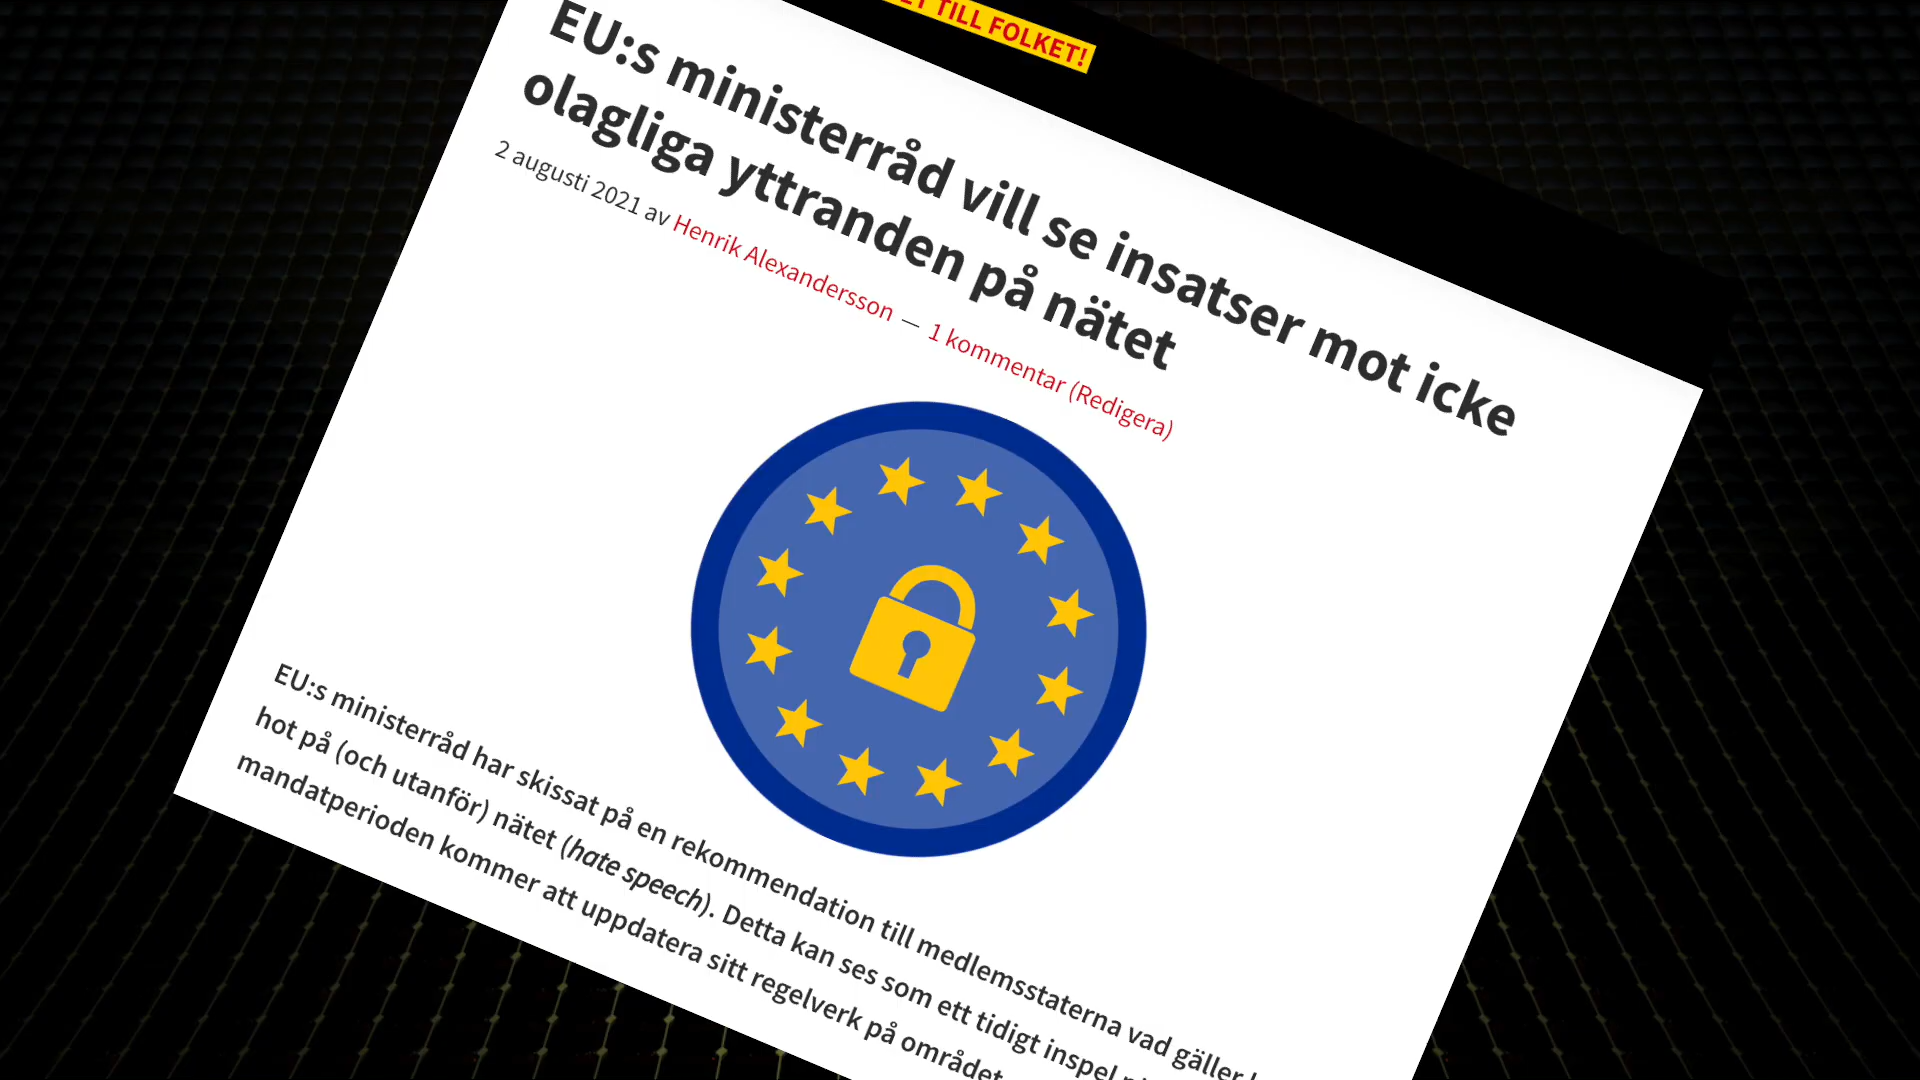 TILL FOLKET!
EU:s ministerråd vill se insatser mot icke
olagliga yttranden på nätet
2 augusti 2021 av Henrik Alexandersson — 1 kommentar (Redigera)
EU:s ministerråd har skissat på en rekommendation till medlemsstaterna vad gäller
hot på (och utanför) nätet (hate speech). Detta kan ses som ett tidigt inspel
mandatperioden kommer att uppdatera sitt regelverk på området